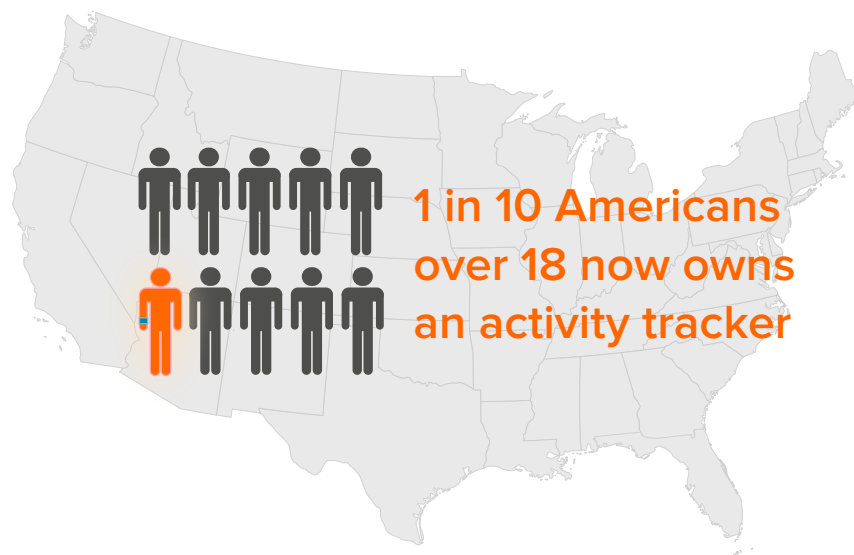 1 in 10 Americans
over 18 now owns
an activity tracker